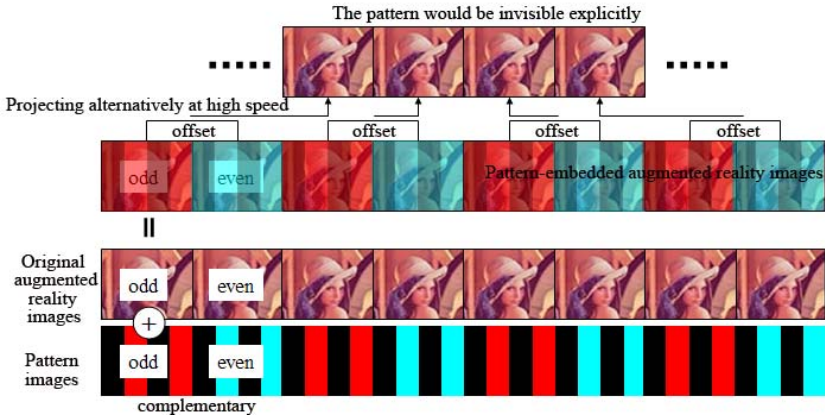 The pattern would be invisible explicitly
Projecting alternatively at high speed
offset offset offset offset
odd even
Pattern-embedded augmented reality images
Original
augmented
reality
images
odd even
+
Pattern
images
odd even
complementary